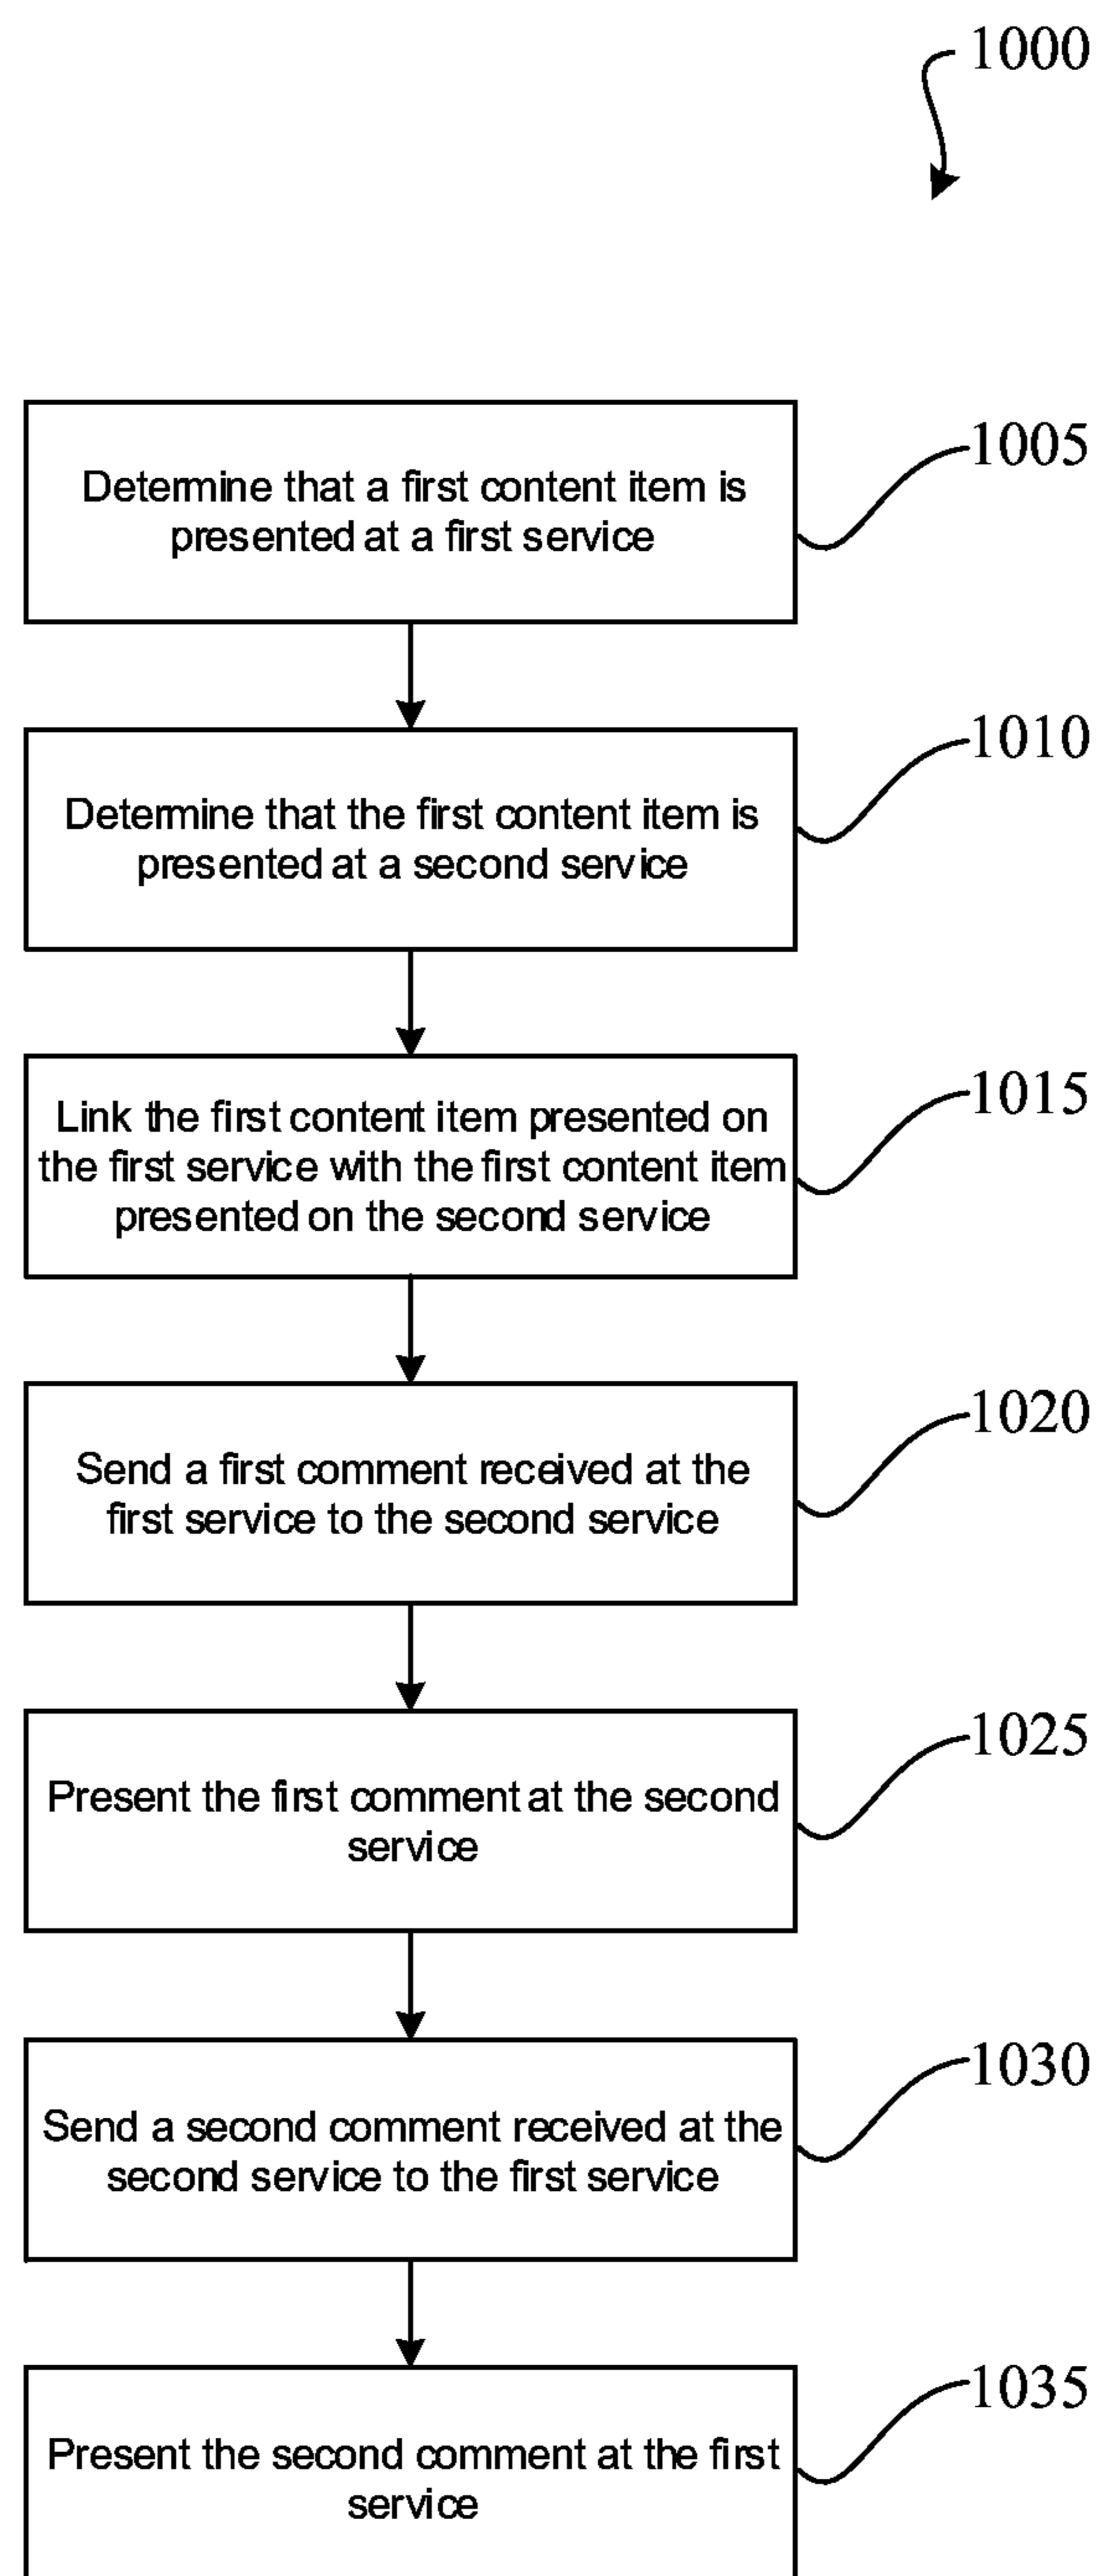 1000
Determine that a first content item is
presented at a first service
1005
Determine that the first content item is
presented at a second service
1010
Link the first content item presented on
the first service with the first content item
presented on the second service
1015
Send a first comment received at the
first service to the second service
1020
Present the first comment at the second
service
1025
Send a second comment received at the
second service to the first service
1030
Present the second comment at the first
service
1035